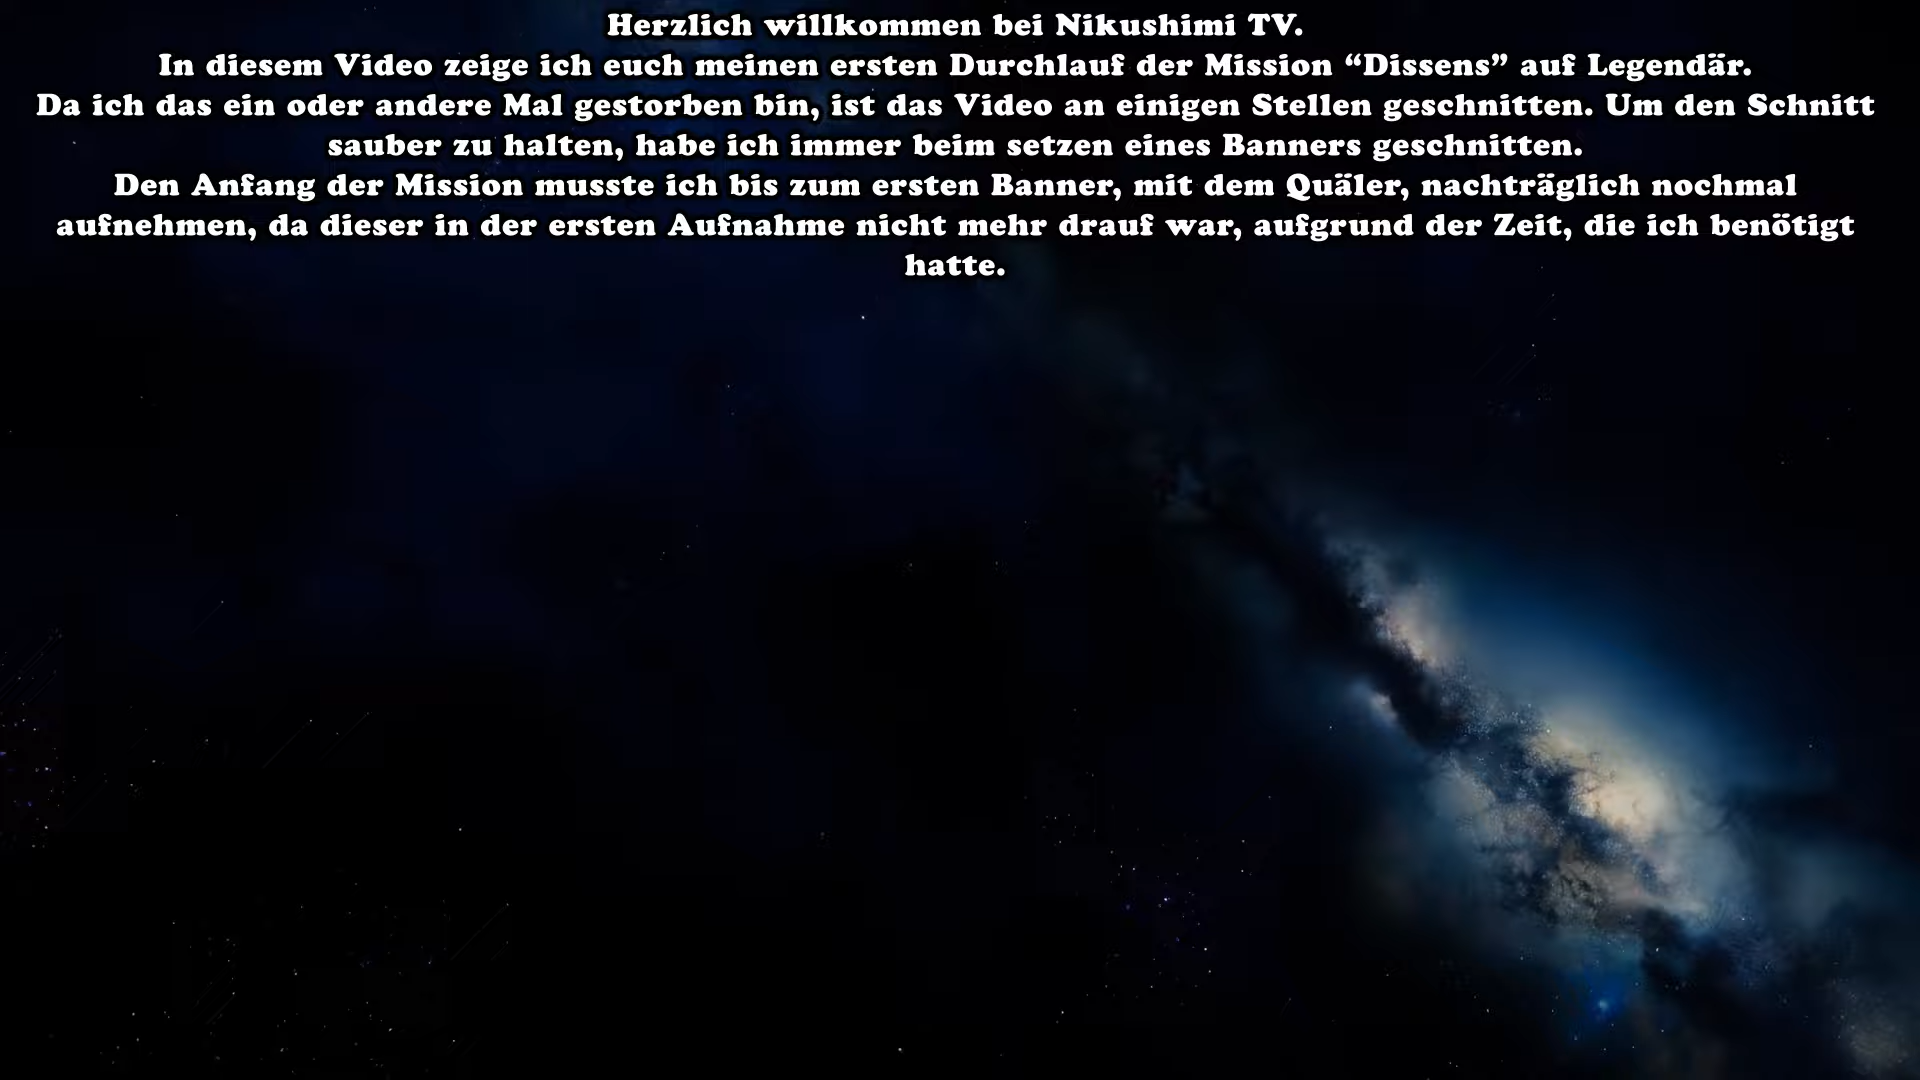 Herzlich willkommen bei Nikushimi TV.
In diesem Video zeige ich euch meinen ersten Durchlauf der Mission “Dissens” auf Legendär.
Da ich das ein oder andere Mal gestorben bin, ist das Video an einigen Stellen geschnitten. Um den Schnitt
sauber zu halten, habe ich immer beim setzen eines Banners geschnitten.
Den Anfang der Mission musste ich bis zum ersten Banner, mit dem Quäler, nachträglich nochmal
aufnehmen, da dieser in der ersten Aufnahme nicht mehr drauf war, aufgrund der Zeit, die ich benötigt
hatte.